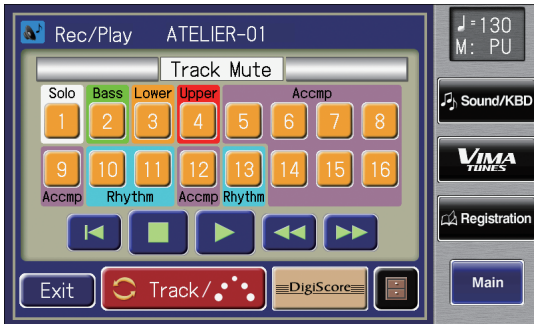 Rec/Play ATELIER-01
Track Mute
Solo Bass Lower Upper Accmp
1 2 3 4 5 6 7 8
9 10 11 12 13 14 15 16
Accmp Rhythm Accmp Rhythm
Exit Track/ DigiScore
♩=130
M: PU
Sound/KBD
VIMA
TUNES
Registration
Main